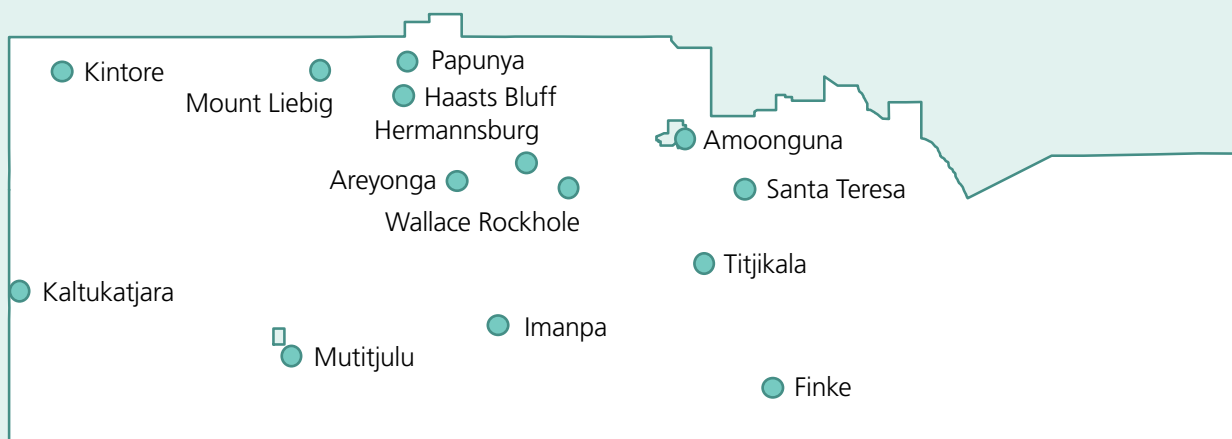 Papunya
Kintore
Mount Liebig
Haasts Bluff
Hermannsburg
Amoonguna
Areyonga
Santa Teresa
Wallace Rockhole
Titjikala
Kaltukatjara
Imanpa
Mutitjulu
Finke